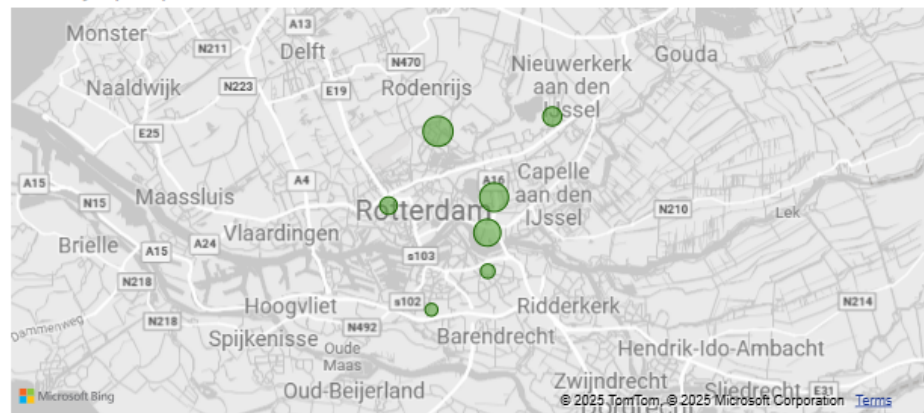 Monster
A13
N211
Delft
Nieuwerkerk
aan den
IJssel
Gouda
N470
Naaldwijk
N223
E19
Rodenrijs
E25
A15
N15
Maassluis
A4
A16
Capelle
aan den
IJssel
Rotterdam
N210
Lek
Brielle
A15
A24
Vlaardingen
s103
N218
Hoogvliet
s102
Ridderkerk
N214
Dammenweg
N218
Spijkenisse
N492
Barendrecht
Oude
Maas
Hendrik-Ido-Ambacht
Oud-Beijerland
Zwijndrecht
Sliedrecht
E31
Microsoft Bing
© 2025 TomTom, © 2025 Microsoft Corporation Terms